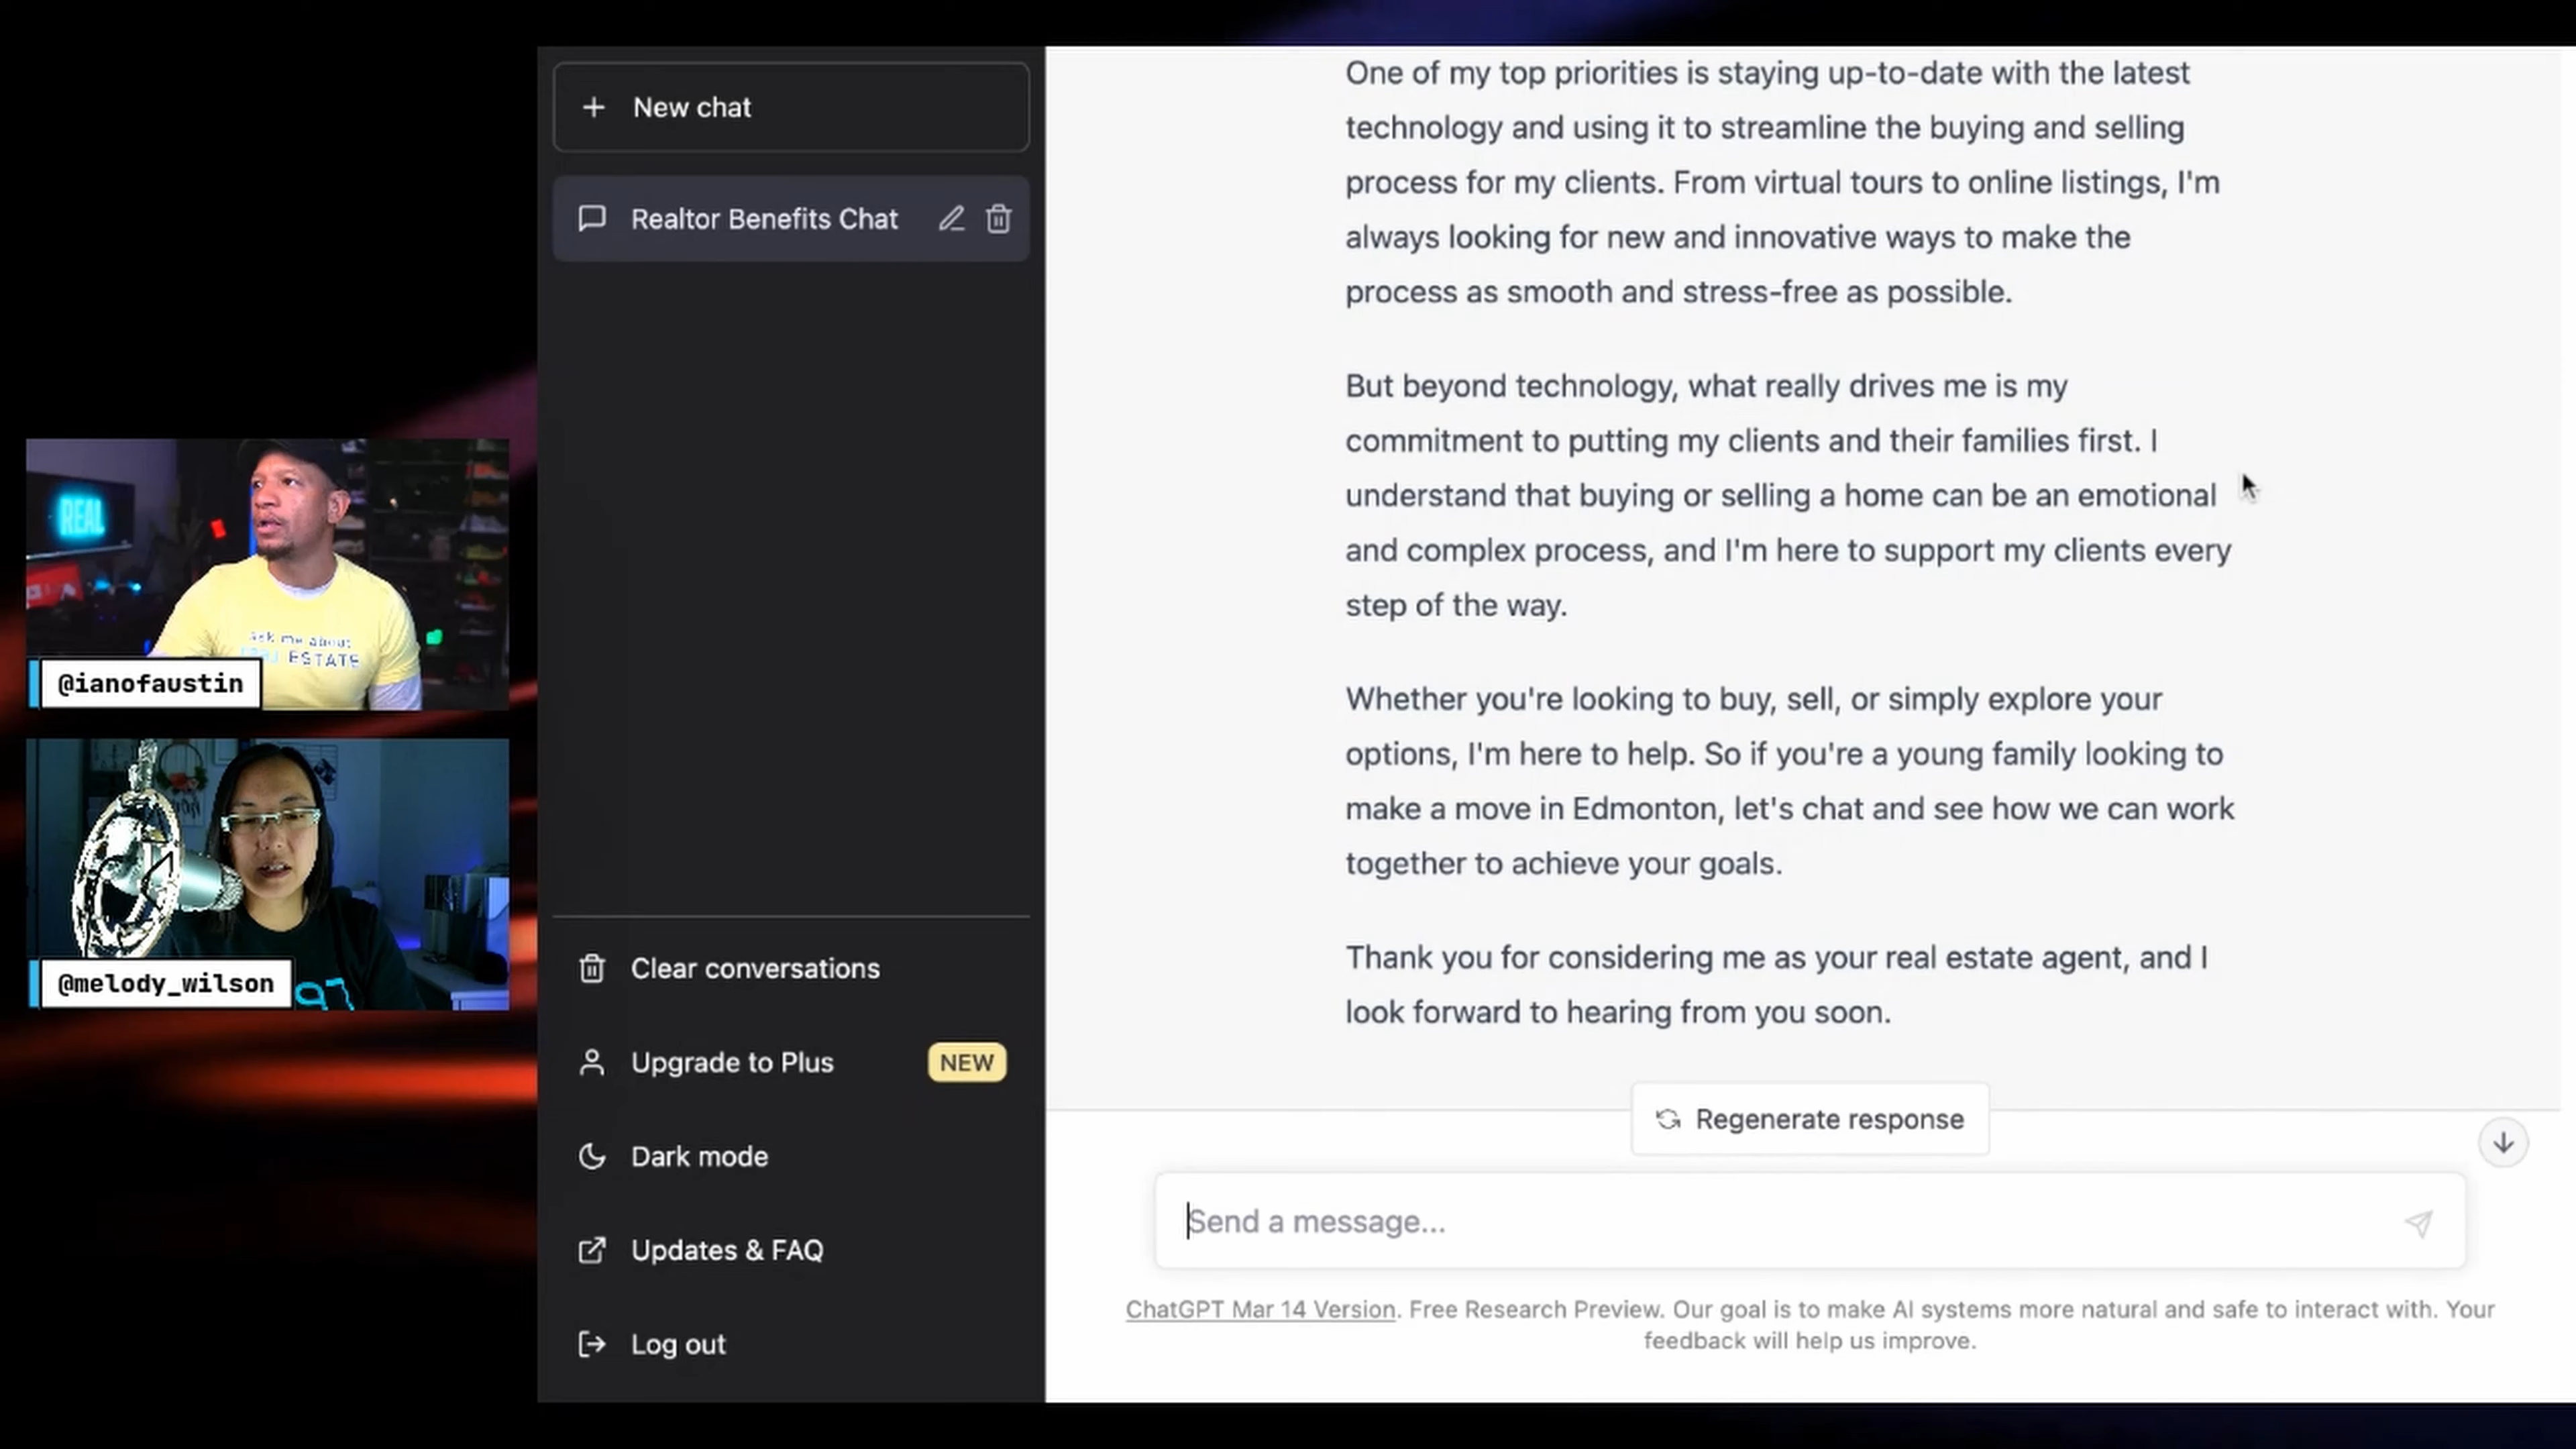 New chat
Realtor Benefits Chat
Clear conversations
Upgrade to Plus
NEW
Dark mode
Updates & FAQ
Log out
One of my top priorities is staying up-to-date with the latest
technology and using it to streamline the buying and selling
process for my clients. From virtual tours to online listings, I'm
always looking for new and innovative ways to make the
process as smooth and stress-free as possible.
But beyond technology, what really drives me is my
commitment to putting my clients and their families first. I
understand that buying or selling a home can be an emotional
and complex process, and I'm here to support my clients every
step of the way.
Whether you're looking to buy, sell, or simply explore your
options, I'm here to help. So if you're a young family looking to
make a move in Edmonton, let's chat and see how we can work
together to achieve your goals.
Thank you for considering me as your real estate agent, and I
look forward to hearing from you soon.
Regenerate response
Send a message...
ChatGPT Mar 14 Version. Free Research Preview. Our goal is to make AI systems more natural and safe to interact with. Your
feedback will help us improve.
REAL
ask me about
REAL ESTATE
@ianofaustin
@melody_wilson